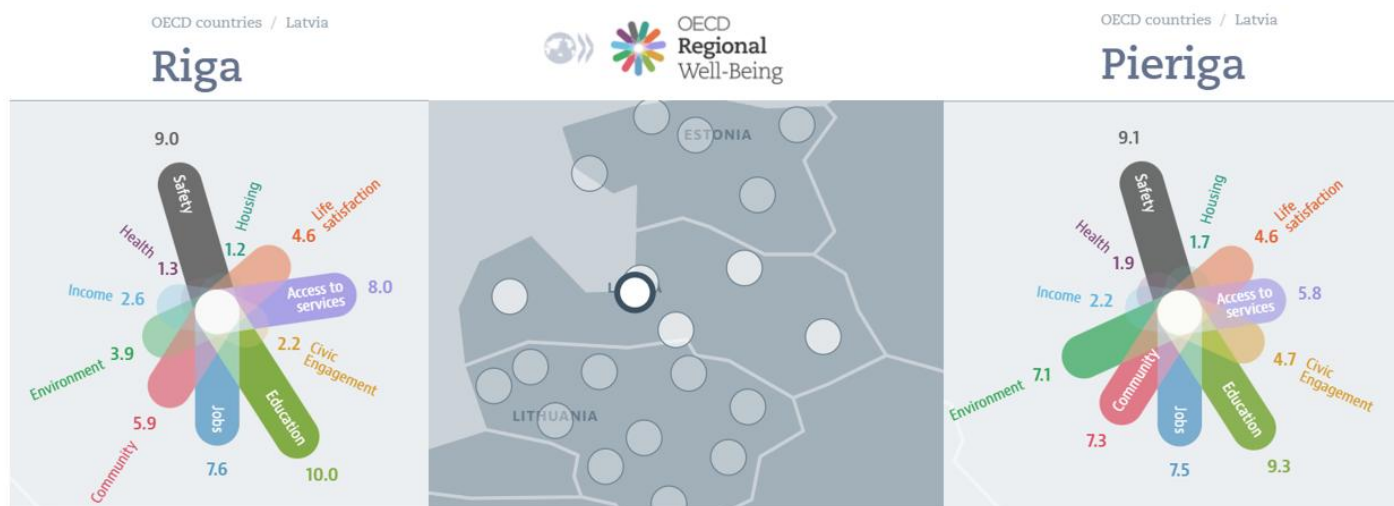 OECD countries / Latvia
Riga
9.0
Safety
1.2
Housing
4.6
Life
satisfaction
8.0
Access to
services
2.2
Civic
Engagement
10.0
Education
7.6
Jobs
5.9
Community
3.9
Environment
2.6
Income
1.3
Health
OECD
Regional
Well-Being
ESTONIA
LITHUANIA
OECD countries / Latvia
Pieriga
9.1
Safety
1.7
Housing
4.6
Life
satisfaction
5.8
Access to
services
4.7
Civic
Engagement
9.3
Education
7.5
Jobs
7.3
Community
7.1
Environment
2.2
Income
1.9
Health